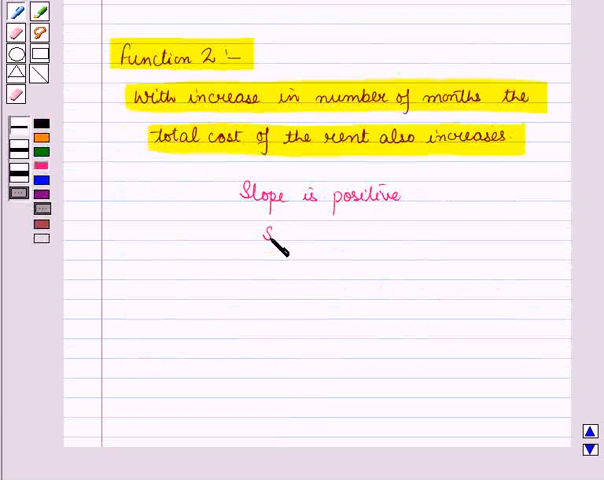 Function 2 :-
With increase in number of months the
total cost of the rent also increases.
Slope is positive
S